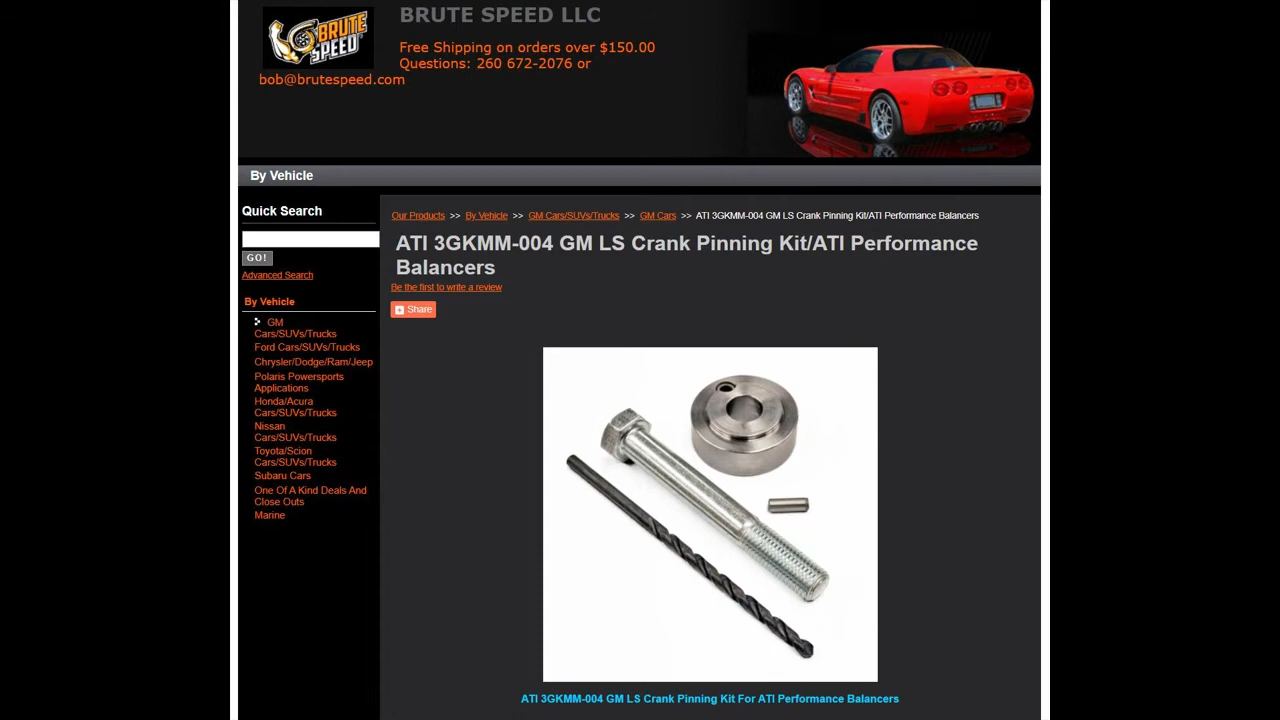 BRUTE SPEED LLC
BRUTE
SPEED
Free Shipping on orders over $150.00
Questions: 260 672-2076 or
bob@brutespeed.com
By Vehicle
Quick Search
GO!
Advanced Search
By Vehicle
GM
Cars/SUVs/Trucks
Ford Cars/SUVs/Trucks
Chrysler/Dodge/Ram/Jeep
Polaris Powersports
Applications
Honda/Acura
Cars/SUVs/Trucks
Nissan
Cars/SUVs/Trucks
Toyota/Scion
Cars/SUVs/Trucks
Subaru Cars
One Of A Kind Deals And
Close Outs
Marine
Our Products >> By Vehicle >> GM Cars/SUVs/Trucks >> GM Cars >> ATI 3GKMM-004 GM LS Crank Pinning Kit/ATI Performance Balancers
ATI 3GKMM-004 GM LS Crank Pinning Kit/ATI Performance
Balancers
Be the first to write a review
Share
ATI 3GKMM-004 GM LS Crank Pinning Kit For ATI Performance Balancers